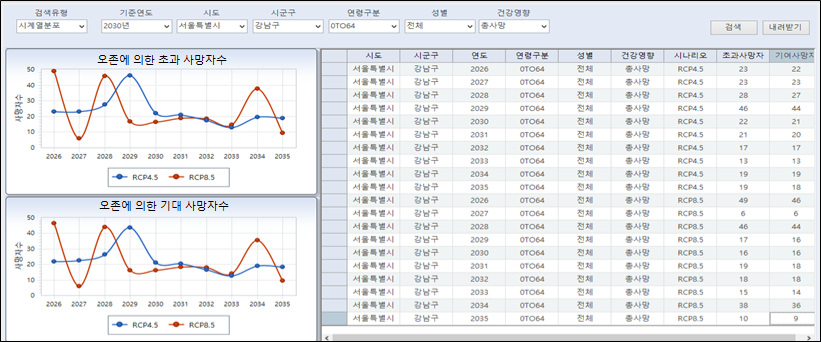 검색유형 기준연도 시도 시군구 연령구분 성별 건강영향
시계열분포 2030년 서울특별시 강남구 0TO64 전체 총사망 검색 내려받기
오존에 의한 초과 사망자수
사망자수
50
40
30
20
10
0
2026 2027 2028 2029 2030 2031 2032 2033 2034 2035
RCP4.5 RCP8.5
오존에 의한 기대 사망자수
사망자수
50
40
30
20
10
0
2026 2027 2028 2029 2030 2031 2032 2033 2034 2035
RCP4.5 RCP8.5
시도 시군구 연도 연령구분 성별 건강영향 시나리오 초과사망자 기여사망자
서울특별시 강남구 2026 0TO64 전체 총사망 RCP4.5 23 22
서울특별시 강남구 2027 0TO64 전체 총사망 RCP4.5 23 23
서울특별시 강남구 2028 0TO64 전체 총사망 RCP4.5 28 27
서울특별시 강남구 2029 0TO64 전체 총사망 RCP4.5 46 44
서울특별시 강남구 2030 0TO64 전체 총사망 RCP4.5 22 21
서울특별시 강남구 2031 0TO64 전체 총사망 RCP4.5 21 20
서울특별시 강남구 2032 0TO64 전체 총사망 RCP4.5 17 17
서울특별시 강남구 2033 0TO64 전체 총사망 RCP4.5 13 13
서울특별시 강남구 2034 0TO64 전체 총사망 RCP4.5 19 19
서울특별시 강남구 2035 0TO64 전체 총사망 RCP4.5 19 18
서울특별시 강남구 2026 0TO64 전체 총사망 RCP8.5 49 46
서울특별시 강남구 2027 0TO64 전체 총사망 RCP8.5 6 6
서울특별시 강남구 2028 0TO64 전체 총사망 RCP8.5 46 44
서울특별시 강남구 2029 0TO64 전체 총사망 RCP8.5 17 16
서울특별시 강남구 2030 0TO64 전체 총사망 RCP8.5 16 16
서울특별시 강남구 2031 0TO64 전체 총사망 RCP8.5 19 18
서울특별시 강남구 2032 0TO64 전체 총사망 RCP8.5 18 18
서울특별시 강남구 2033 0TO64 전체 총사망 RCP8.5 15 14
서울특별시 강남구 2034 0TO64 전체 총사망 RCP8.5 38 36
서울특별시 강남구 2035 0TO64 전체 총사망 RCP8.5 10 9